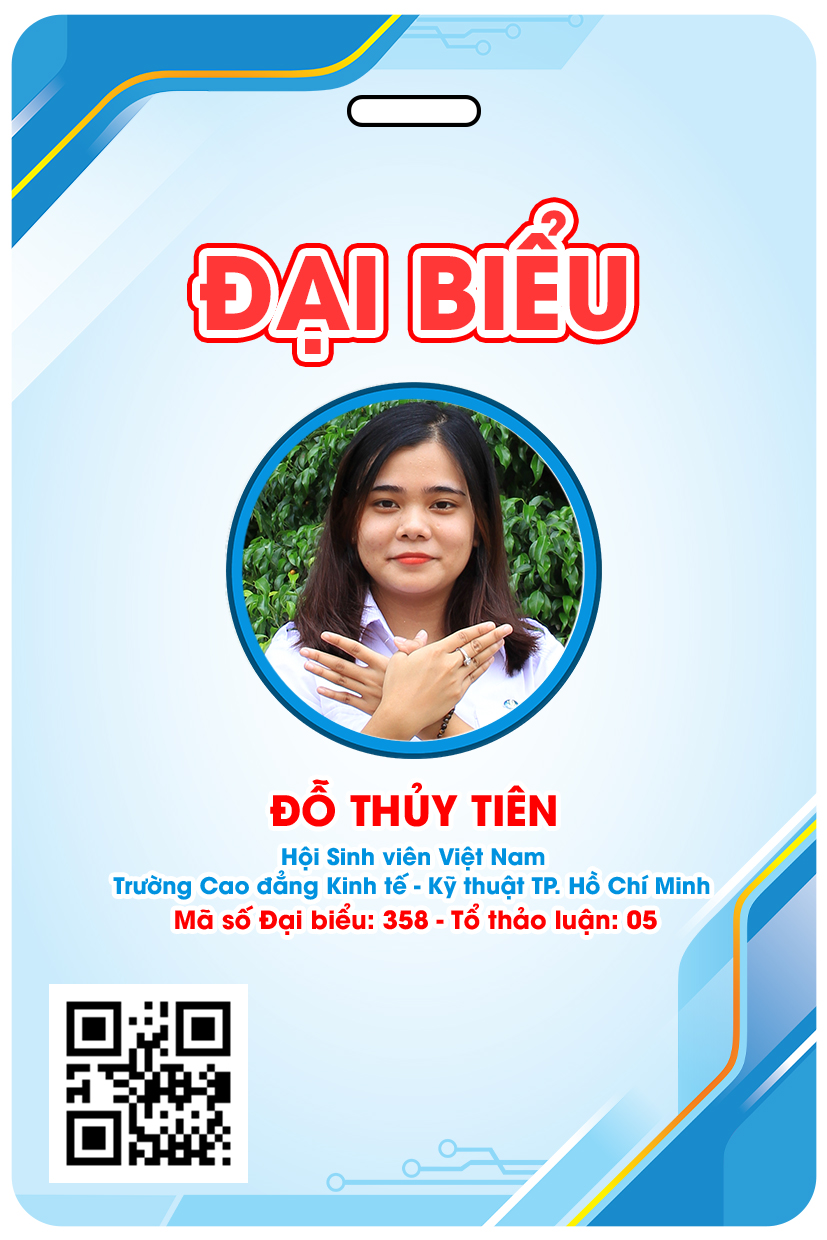 ĐẠI BIỂU
ĐỖ THỦY TIÊN
Hội Sinh viên Việt Nam
Trường Cao đẳng Kinh tế - Kỹ thuật TP. Hồ Chí Minh
Mã số Đại biểu: 358 - Tổ thảo luận: 05